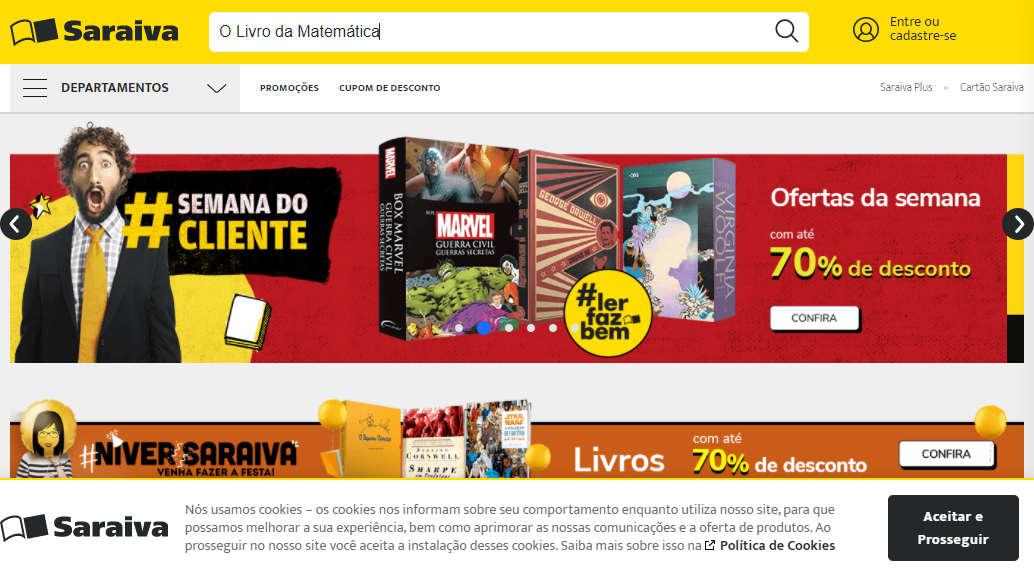 Saraiva
O Livro da Matemática
Entre ou
cadastre-se
DEPARTAMENTOS
PROMOÇÕES
CUPOM DE DESCONTO
Saraiva Plus
Cartão Saraiva
# SEMANA DO
CLIENTE
BOX MARVEL
GUERRA CIVIL
GUERRAS SECRETAS
BOX
MARVEL
GUERRA CIVIL
GUERRAS SECRETAS
GEORGE ORWELL
VIRGINIA
WOOLF
#ler
faz
bem
Ofertas da semana
com até
70% de desconto
CONFIRA
#NIVER SARAIVA
VENHA FAZER A FESTA!
O Pequeno Príncipe
BERNARD
CORNWELL
SHARPE
STAR
WARS
Livros
com até
70% de desconto
CONFIRA
Saraiva
Nós usamos cookies – os cookies nos informam sobre seu comportamento enquanto utiliza nosso site, para que
possamos melhorar a sua experiência, bem como aprimorar as nossas comunicações e a oferta de produtos. Ao
prosseguir no nosso site você aceita a instalação desses cookies. Saiba mais sobre isso na Política de Cookies
Aceitar e
Prosseguir